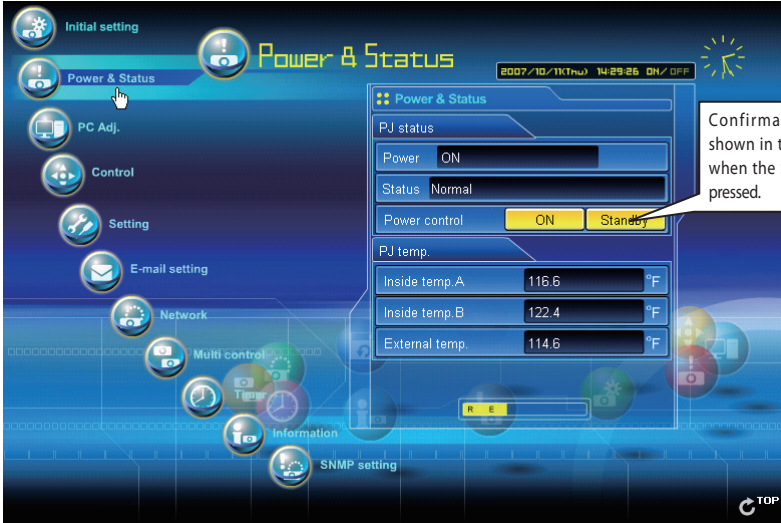 Initial setting
Power & Status
Power & Status
2007/10/11(Thu) 14:29:26 ON/OFF
Power & Status
PC Adj.
PJ status
Control
Power ON
Status Normal
Power control ON Standby
Setting
PJ temp.
E-mail setting
Inside temp.A 116.6 °F
Inside temp.B 122.4 °F
Network
External temp. 114.6 °F
Multi control
Timer
R E
Information
SNMP setting
TOP
Confirma
shown in t
when the
pressed.